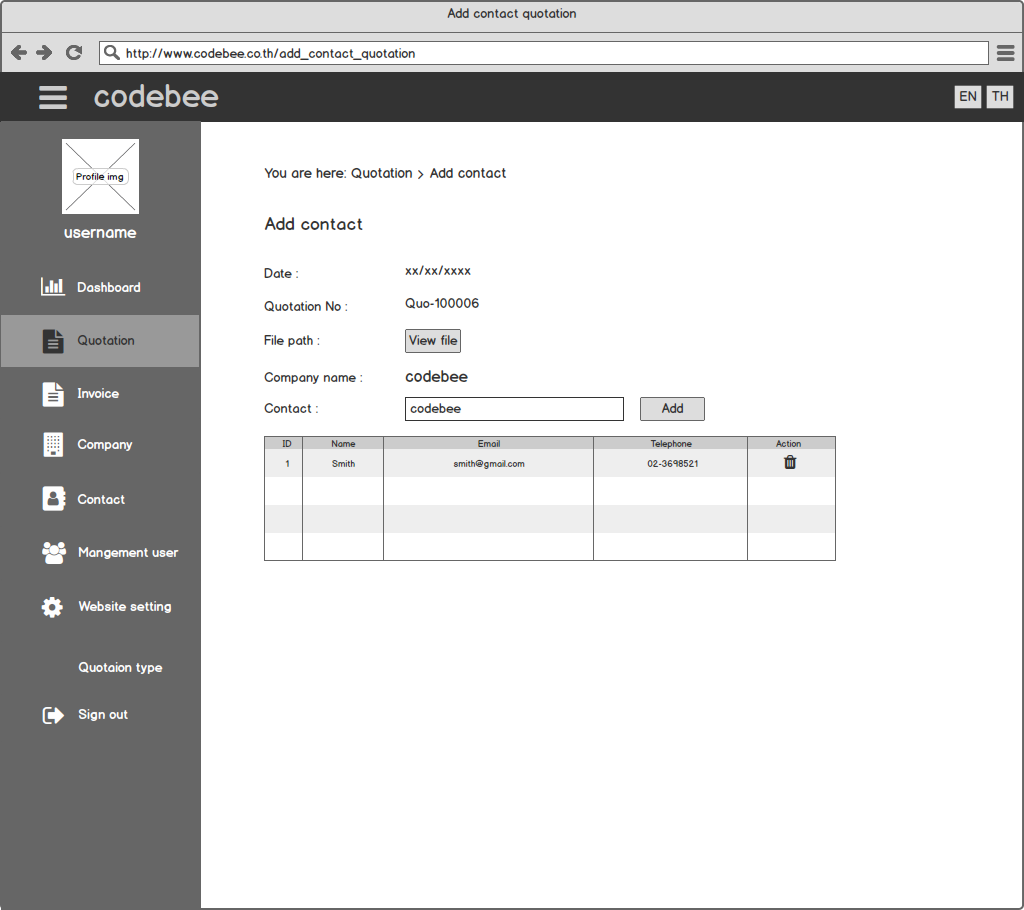 Add contact quotation
http://www.codebee.co.th/add_contact_quotation
codebee
EN TH
Profile img
username
Dashboard
Quotation
Invoice
Company
Contact
Mangement user
Website setting
Quotaion type
Sign out
You are here: Quotation > Add contact
Add contact
Date : xx/xx/xxxx
Quotation No : Quo-100006
File path : View file
Company name : codebee
Contact : codebee Add
ID Name Email Telephone Action
1 Smith smith@gmail.com 02-3698521